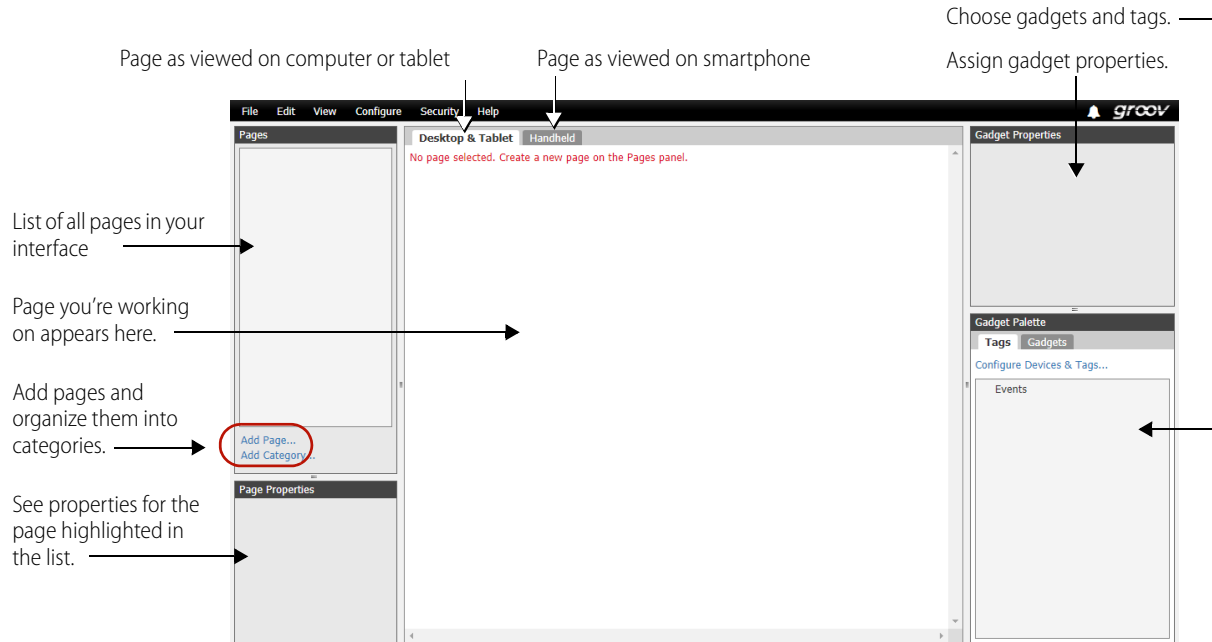 Choose gadgets and tags.
Page as viewed on computer or tablet
Page as viewed on smartphone
Assign gadget properties.
File Edit View Configure Security Help
groov
Pages
Desktop & Tablet
Handheld
Gadget Properties
No page selected. Create a new page on the Pages panel.
List of all pages in your
interface
Page you're working
on appears here.
Gadget Palette
Tags
Gadgets
Configure Devices & Tags...
Events
Add pages and
organize them into
categories.
Add Page...
Add Category...
Page Properties
See properties for the
page highlighted in
the list.